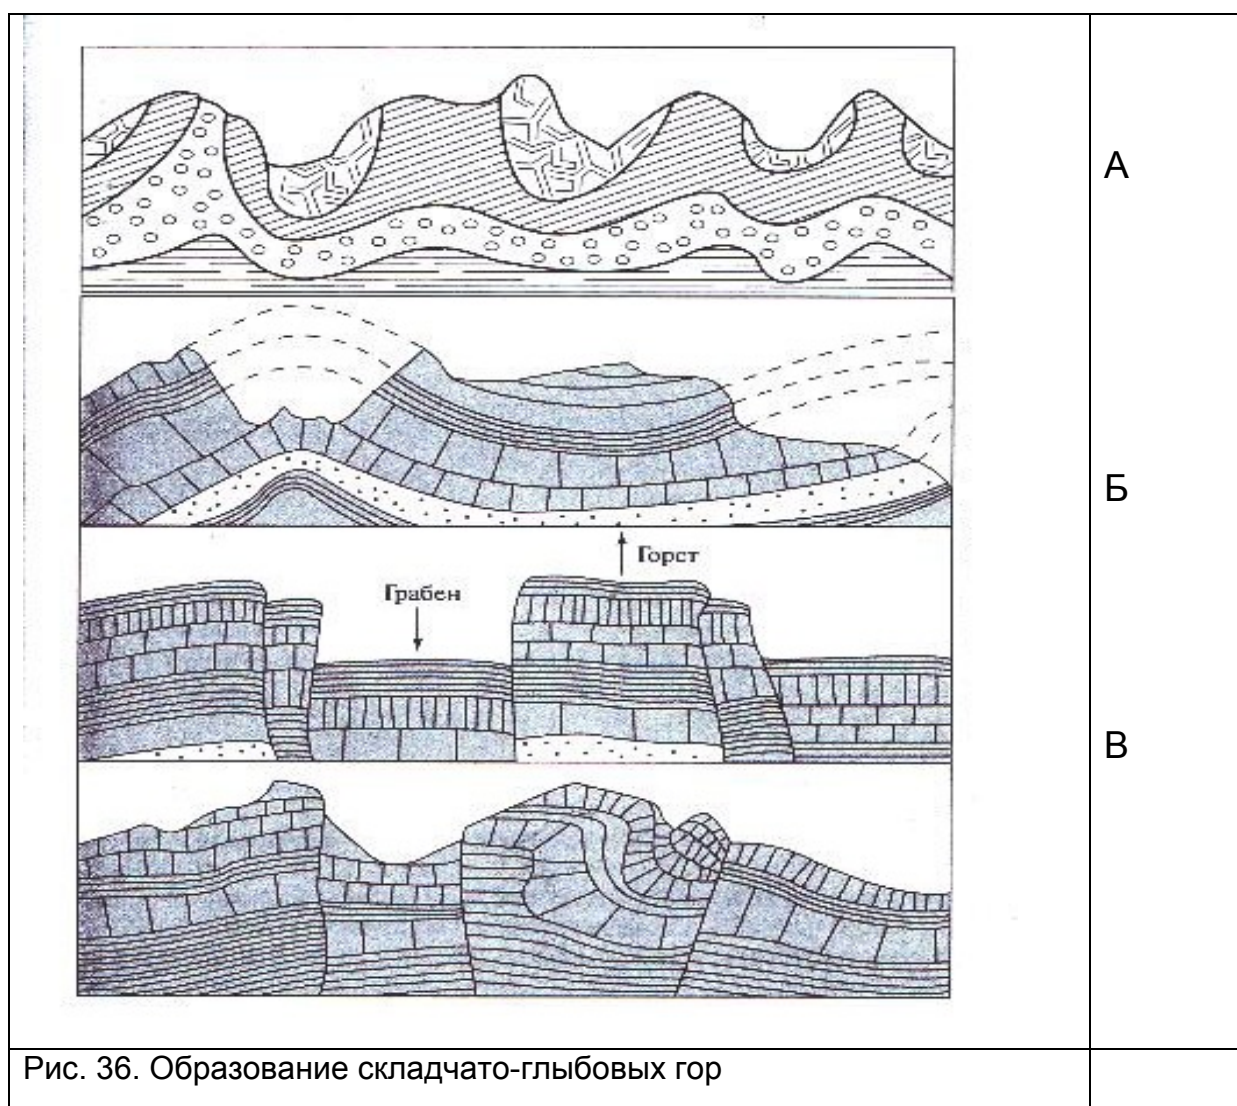 А
Б
Горст
Грабен
В
Рис. 36. Образование складчато-глыбовых гор